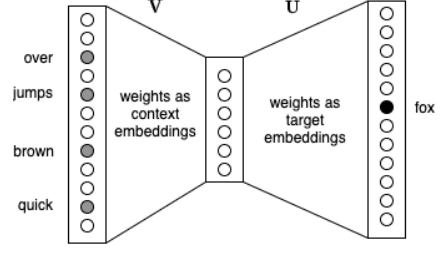 V
U
over
jumps
brown
quick
weights as
context
embeddings
weights as
target
embeddings
fox